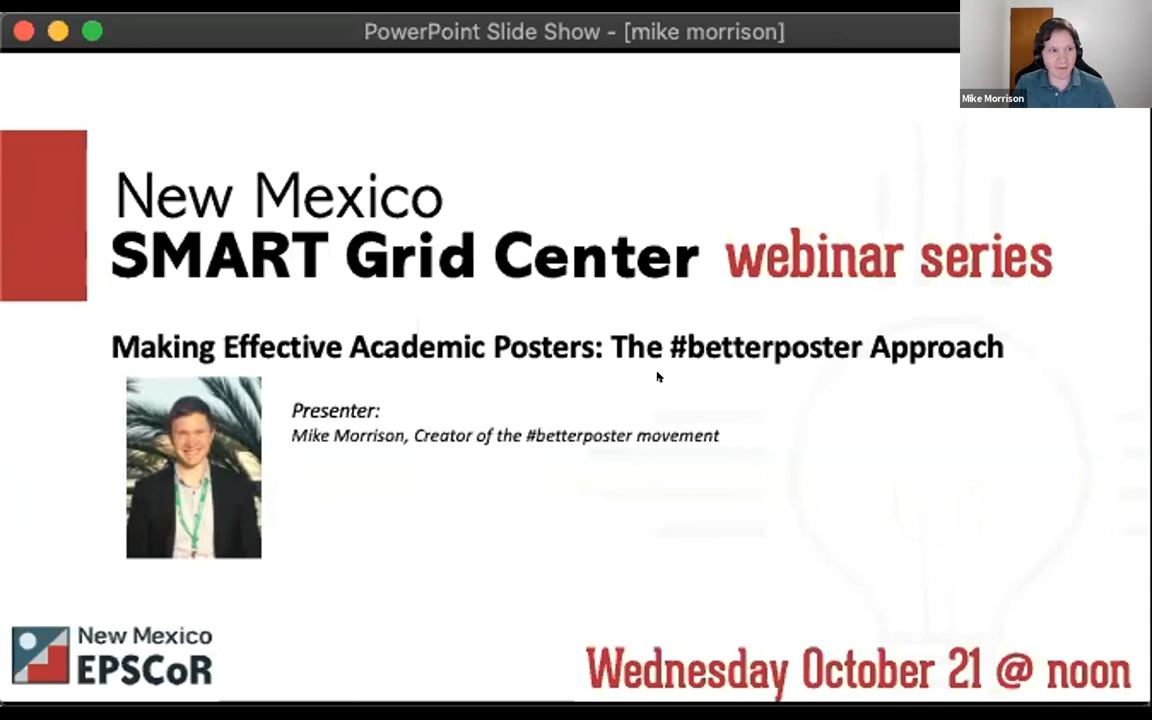 PowerPoint Slide Show - [mike morrison]
Mike Morrison
New Mexico
SMART Grid Center webinar series
Making Effective Academic Posters: The #betterposter Approach
Presenter:
Mike Morrison, Creator of the #betterposter movement
New Mexico
EPSCoR
Wednesday October 21 @ noon